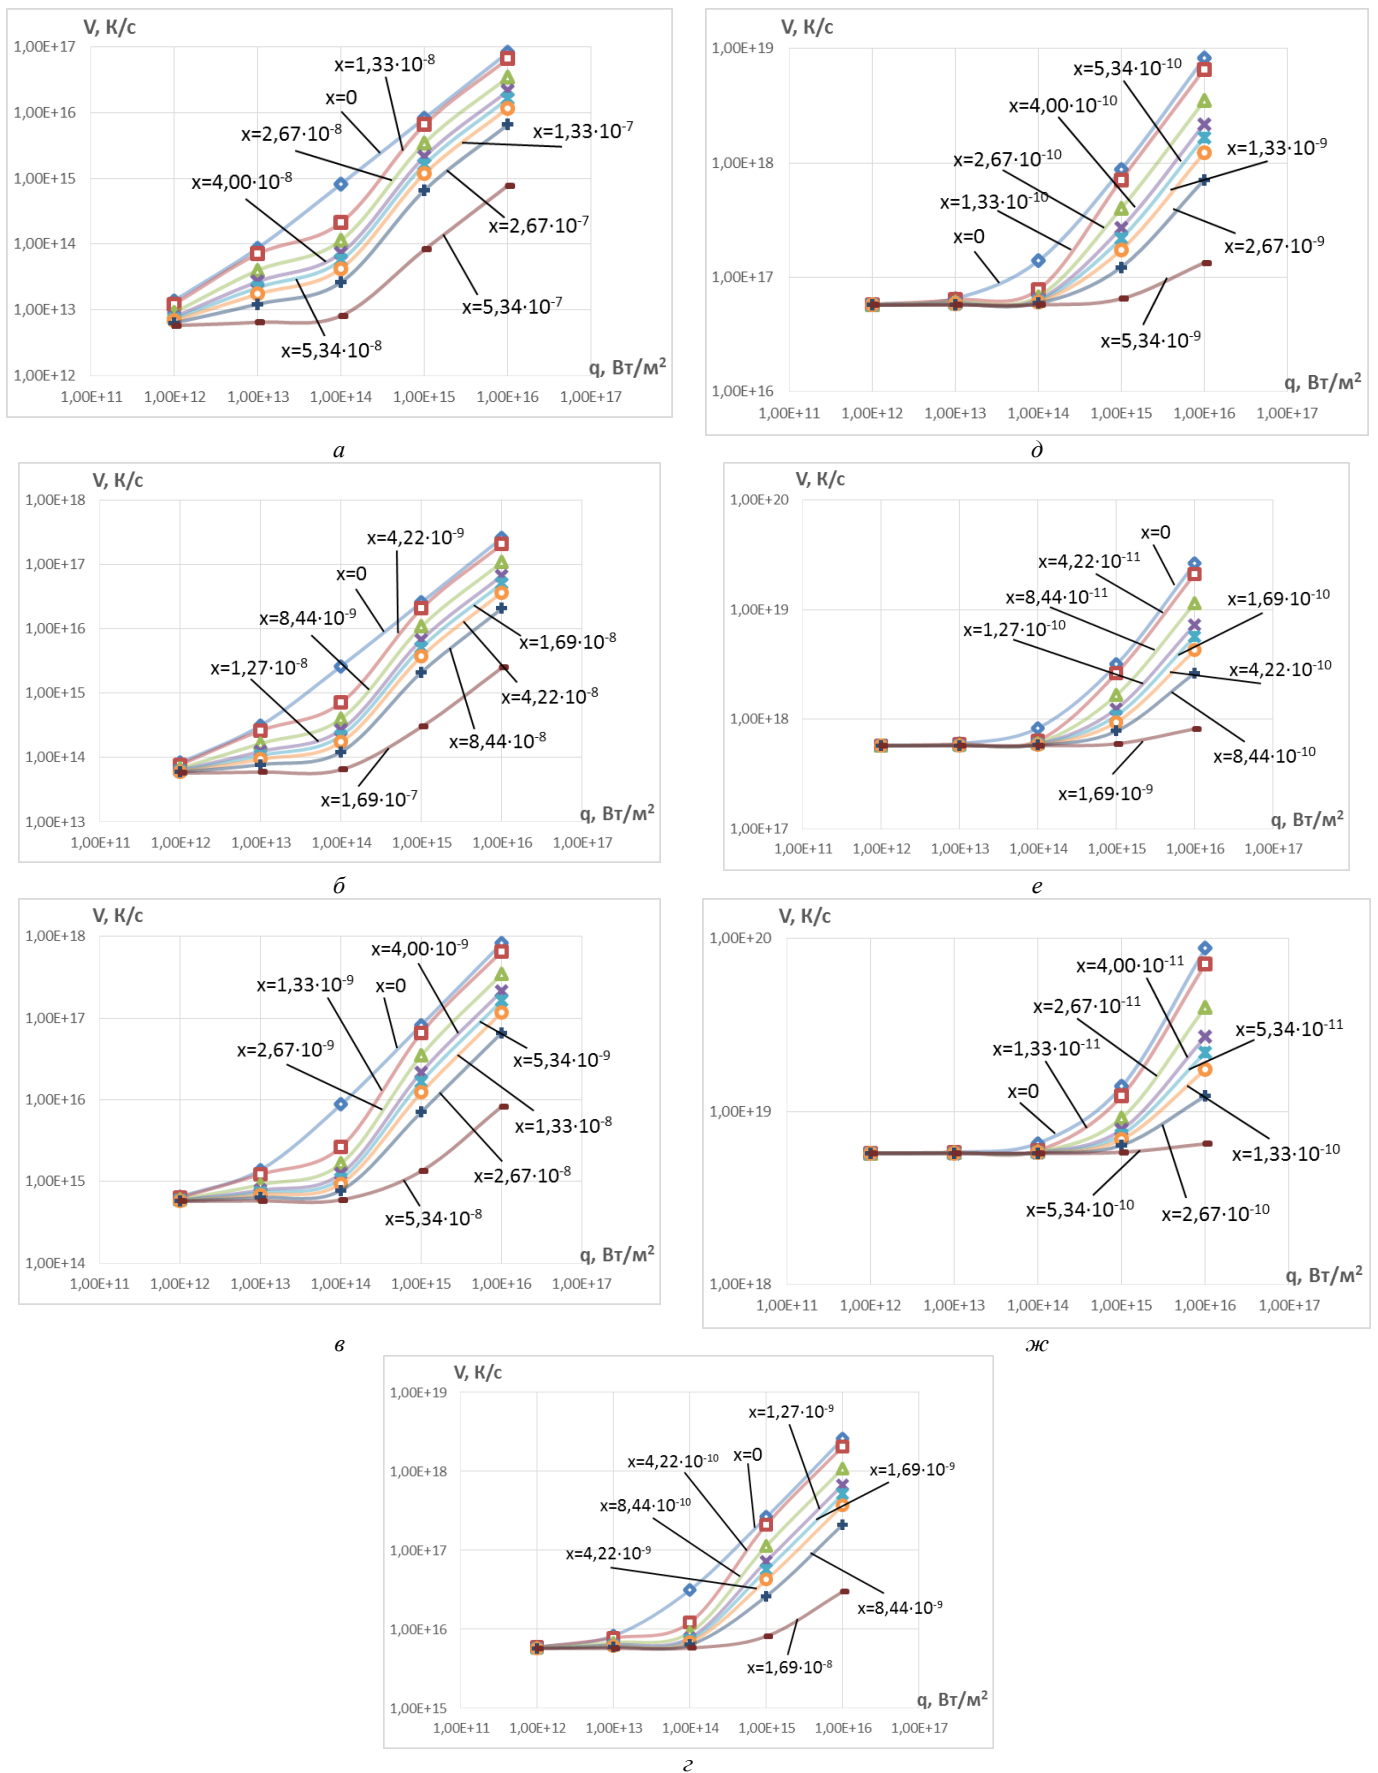 V, К/с
1,00E+17
1,00E+16
1,00E+15
1,00E+14
1,00E+13
1,00E+12
x=1,33·10⁻⁸
x=0
x=2,67·10⁻⁸
x=1,33·10⁻⁷
x=4,00·10⁻⁸
x=2,67·10⁻⁷
x=5,34·10⁻⁷
x=5,34·10⁻⁸
q, Вт/м²
1,00E+11 1,00E+12 1,00E+13 1,00E+14 1,00E+15 1,00E+16 1,00E+17
а
V, К/с
1,00E+19
1,00E+18
1,00E+17
1,00E+16
x=5,34·10⁻¹⁰
x=4,00·10⁻¹⁰
x=1,33·10⁻⁹
x=2,67·10⁻¹⁰
x=1,33·10⁻¹⁰
x=0
x=2,67·10⁻⁹
x=5,34·10⁻⁹
q, Вт/м²
1,00E+11 1,00E+12 1,00E+13 1,00E+14 1,00E+15 1,00E+16 1,00E+17
д
V, К/с
1,00E+18
1,00E+17
1,00E+16
1,00E+15
1,00E+14
1,00E+13
x=4,22·10⁻⁹
x=0
x=8,44·10⁻⁹
x=1,69·10⁻⁸
x=1,27·10⁻⁸
x=4,22·10⁻⁸
x=8,44·10⁻⁸
x=1,69·10⁻⁷
q, Вт/м²
1,00E+11 1,00E+12 1,00E+13 1,00E+14 1,00E+15 1,00E+16 1,00E+17
б
V, К/с
1,00E+20
1,00E+19
1,00E+18
1,00E+17
x=0
x=4,22·10⁻¹¹
x=8,44·10⁻¹¹
x=1,69·10⁻¹⁰
x=1,27·10⁻¹⁰
x=4,22·10⁻¹⁰
x=8,44·10⁻¹⁰
x=1,69·10⁻⁹
q, Вт/м²
1,00E+11 1,00E+12 1,00E+13 1,00E+14 1,00E+15 1,00E+16 1,00E+17
е
V, К/с
1,00E+18
1,00E+17
1,00E+16
1,00E+15
1,00E+14
x=4,00·10⁻⁹
x=1,33·10⁻⁹
x=0
x=2,67·10⁻⁹
x=5,34·10⁻⁹
x=1,33·10⁻⁸
x=2,67·10⁻⁸
x=5,34·10⁻⁸
q, Вт/м²
1,00E+11 1,00E+12 1,00E+13 1,00E+14 1,00E+15 1,00E+16 1,00E+17
в
V, К/с
1,00E+20
1,00E+19
1,00E+18
x=4,00·10⁻¹¹
x=2,67·10⁻¹¹
x=5,34·10⁻¹¹
x=1,33·10⁻¹¹
x=0
x=1,33·10⁻¹⁰
x=5,34·10⁻¹⁰
x=2,67·10⁻¹⁰
q, Вт/м²
1,00E+11 1,00E+12 1,00E+13 1,00E+14 1,00E+15 1,00E+16 1,00E+17
ж
V, К/с
1,00E+19
1,00E+18
1,00E+17
1,00E+16
1,00E+15
x=1,27·10⁻⁹
x=4,22·10⁻¹⁰
x=0
x=1,69·10⁻⁹
x=8,44·10⁻¹⁰
x=4,22·10⁻⁹
x=8,44·10⁻⁹
x=1,69·10⁻⁸
q, Вт/м²
1,00E+11 1,00E+12 1,00E+13 1,00E+14 1,00E+15 1,00E+16 1,00E+17
г